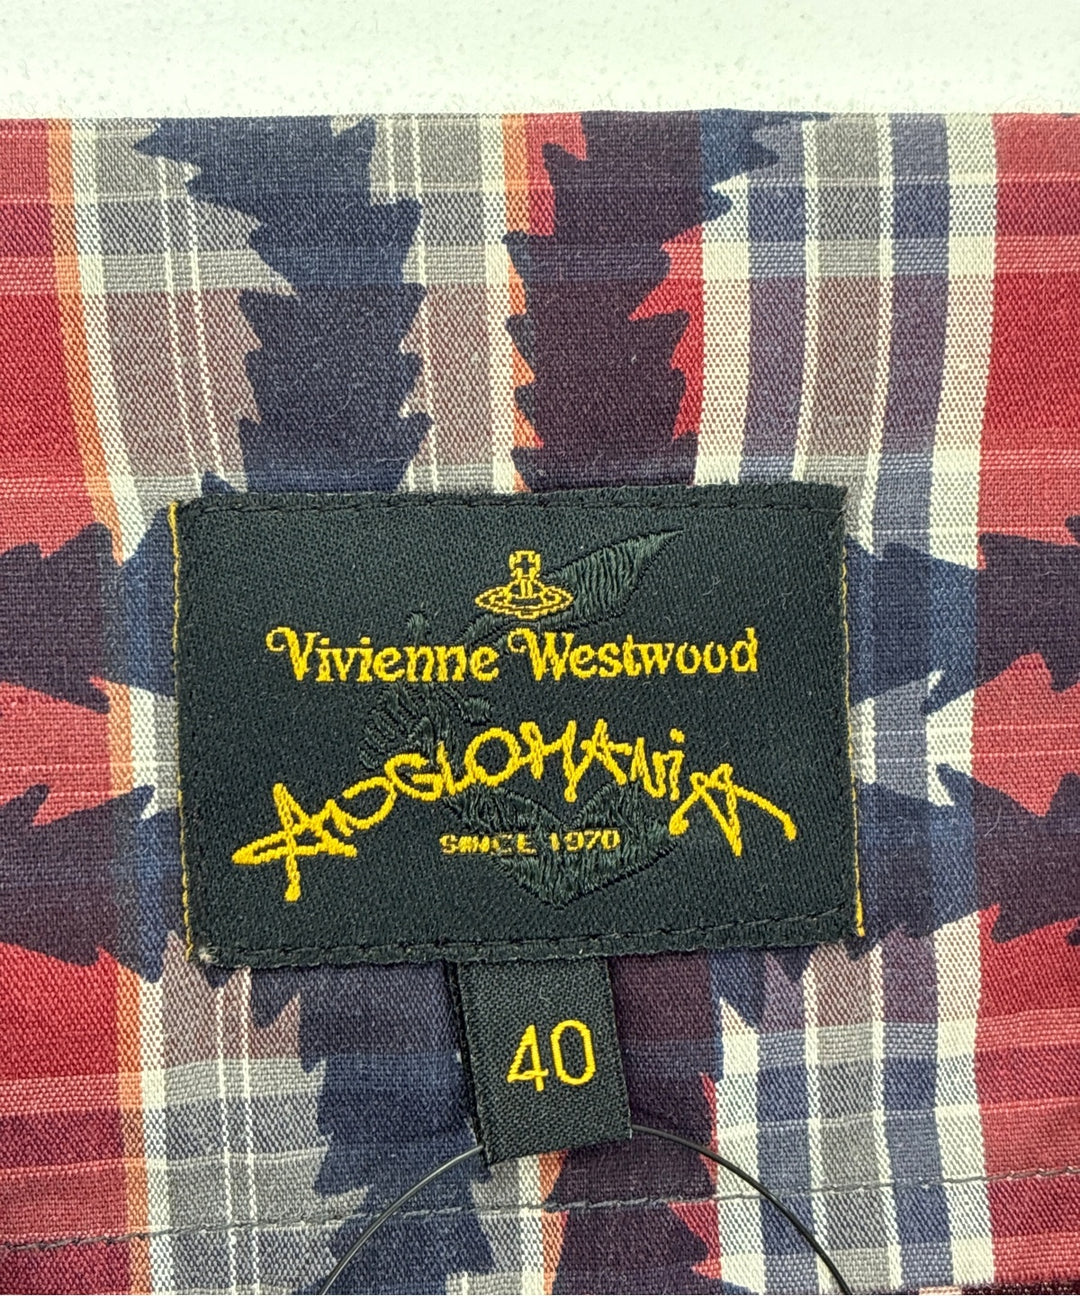 Vivienne Westwood
ANGLOMANIA
SINCE 1970
40